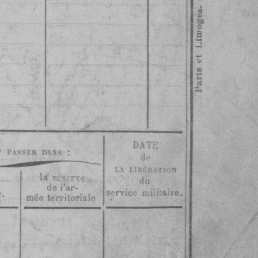 Paris et Limoges.
PASSER DANS :
la réserve
de l'ar-
mée territoriale
DATE
de
LA LIBÉRATION
du
service militaire.